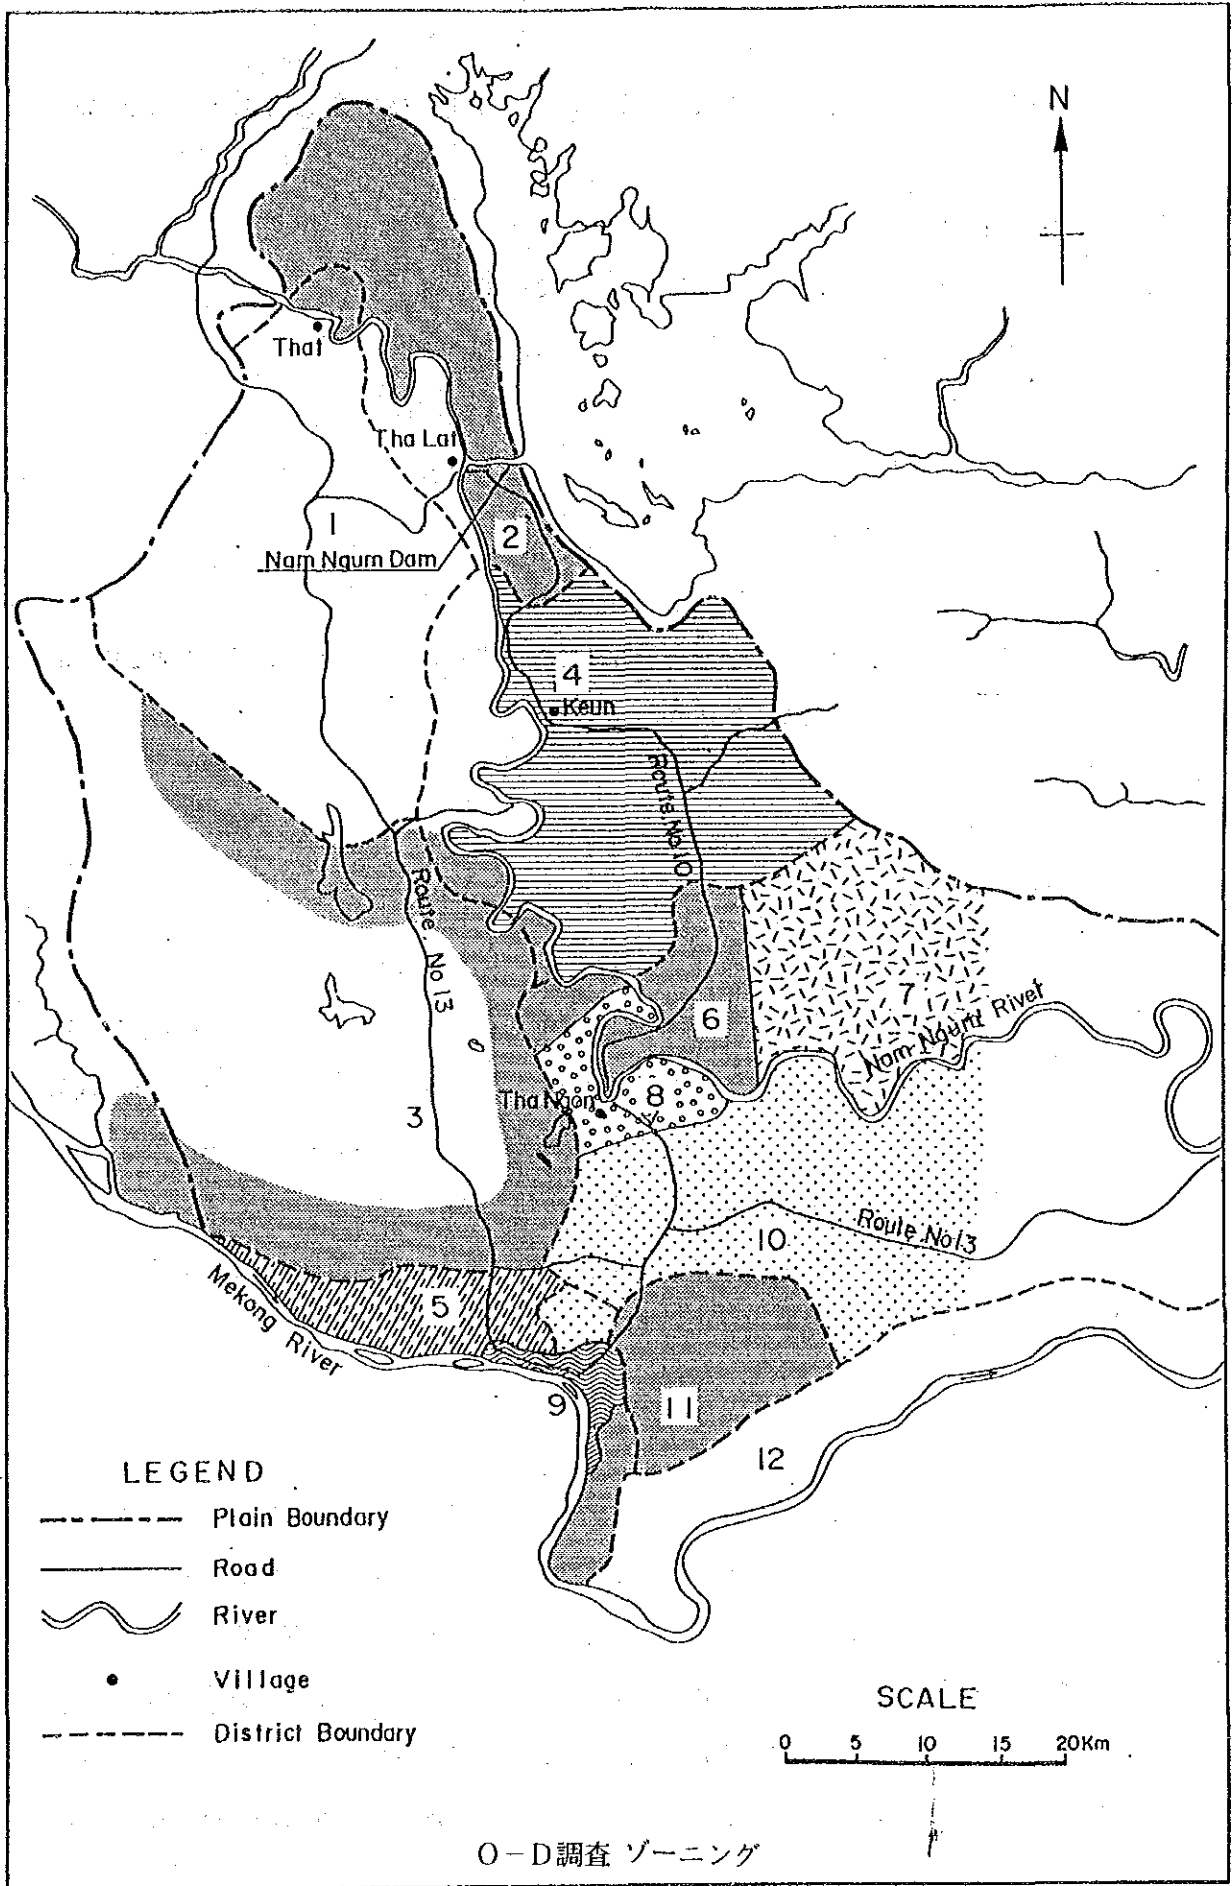 N
That
Tha Lat
1
2
Nam Ngum Dam
4
Keun
Route No 10
Route No 13
7
6
Nam Ngum River
8
Tha Ngon
3
10
Route No 13
5
Mekong River
9
11
12
LEGEND
Plain Boundary
Road
River
Village
District Boundary
SCALE
0 5 10 15 20Km
O-D調査 ゾーニング